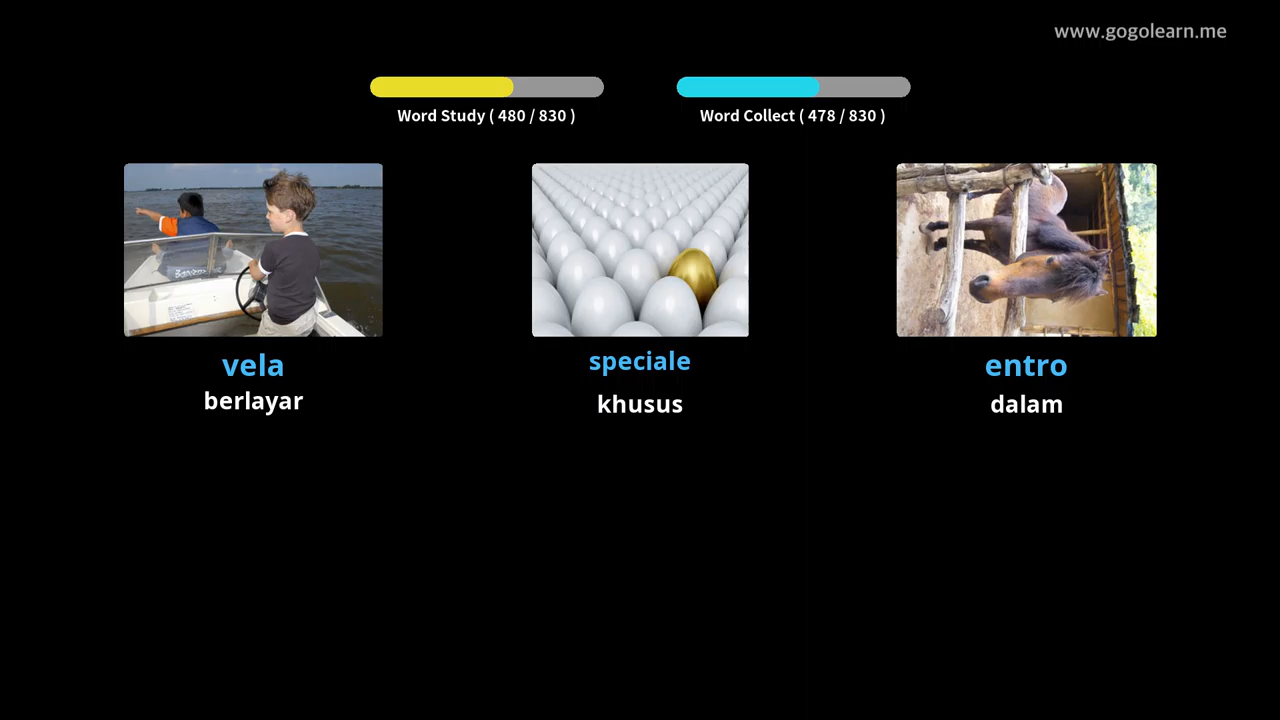 www.gogolearn.me
Word Study ( 480 / 830 )
Word Collect ( 478 / 830 )
vela
berlayar
speciale
khusus
entro
dalam